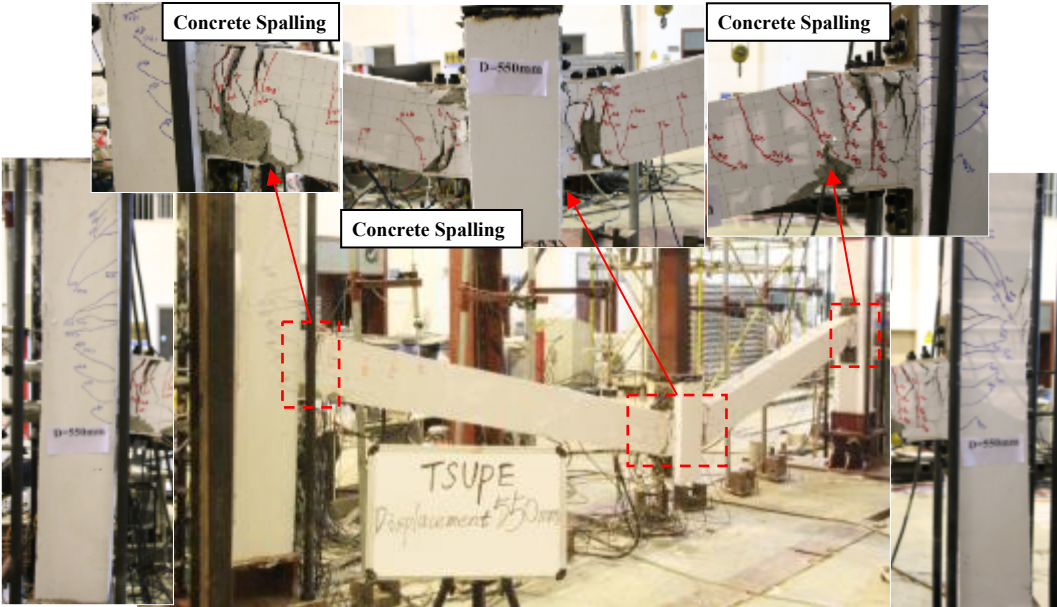 Concrete Spalling
Concrete Spalling
D=550mm
Concrete Spalling
D=550mm
D=550mm
TSUPE
Displacement 550mm